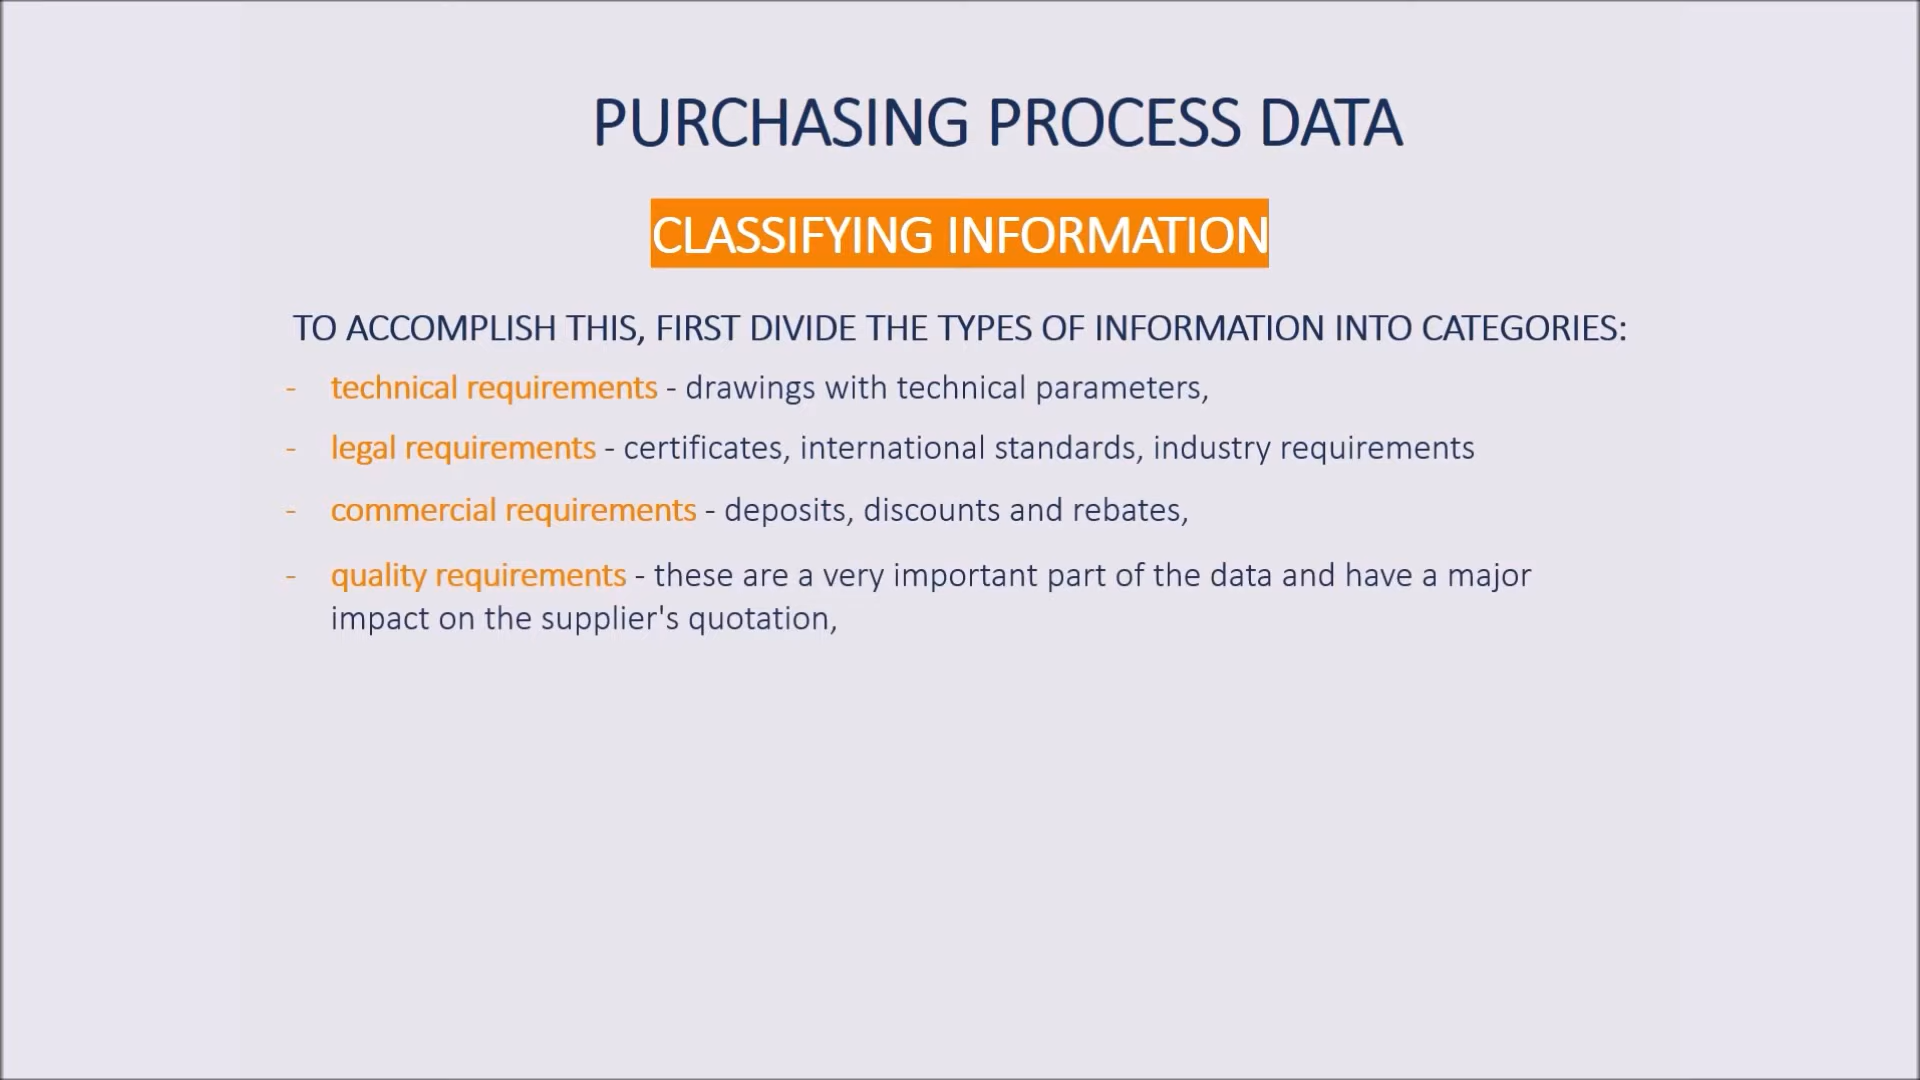 PURCHASING PROCESS DATA
CLASSIFYING INFORMATION
TO ACCOMPLISH THIS, FIRST DIVIDE THE TYPES OF INFORMATION INTO CATEGORIES:
- technical requirements - drawings with technical parameters,
- legal requirements - certificates, international standards, industry requirements
- commercial requirements - deposits, discounts and rebates,
- quality requirements - these are a very important part of the data and have a major
impact on the supplier's quotation,